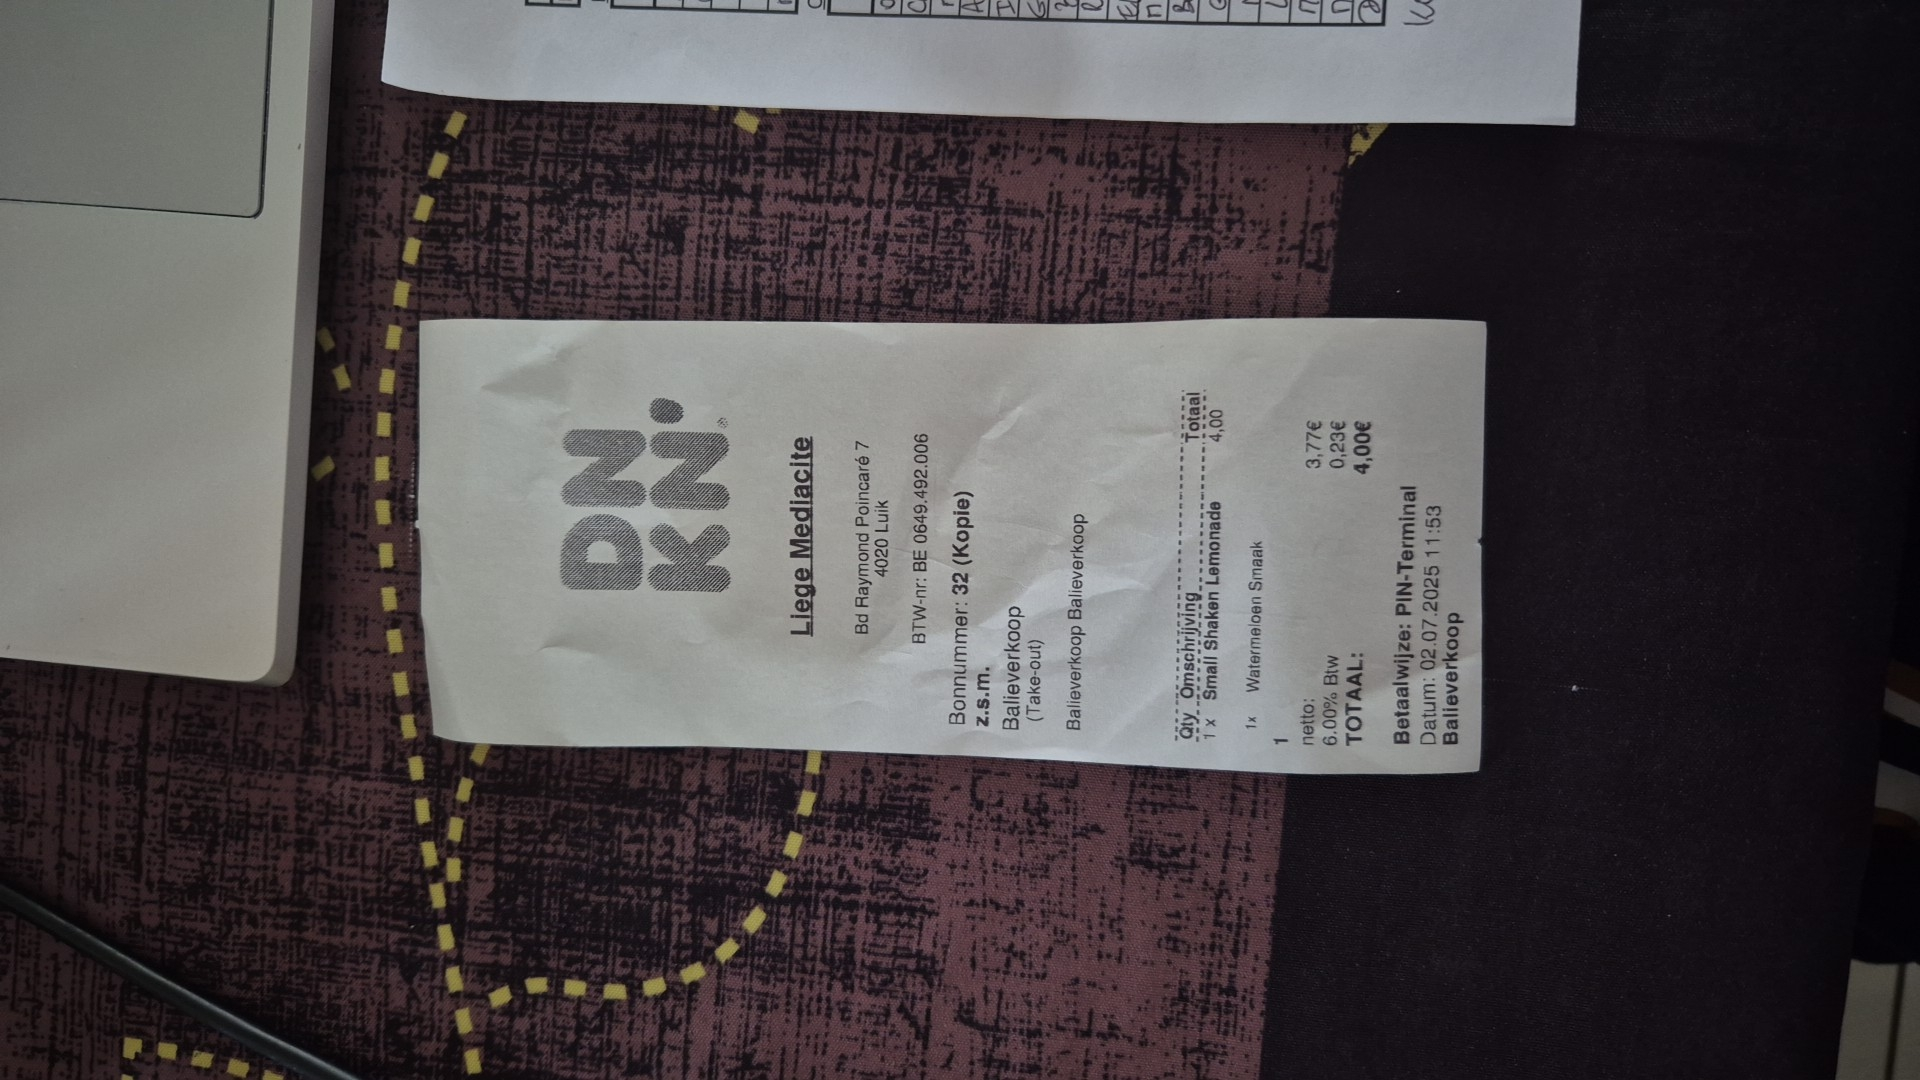 DN
KN®
Liege Mediacite
Bd Raymond Poincaré 7
4020 Luik
BTW-nr: BE 0649.492.006
Bonnummer: 32 (Kopie)
z.s.m.
Balieverkoop
(Take-out)
Balieverkoop Balieverkoop
Qty Omschrijving Totaal
1 x Small Shaken Lemonade 4,00
1x Watermeloen Smaak
1
netto: 3,77€
6.00% Btw 0,23€
TOTAAL: 4,00€
Betaalwijze: PIN-Terminal
Datum: 02.07.2025 11:53
Balieverkoop